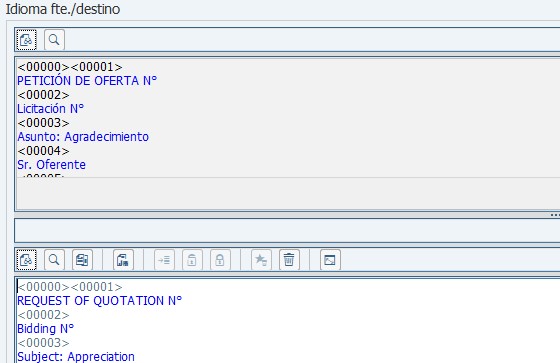 Idioma fte./destino
<00000><00001>
PETICIÓN DE OFERTA N°
<00002>
Licitación N°
<00003>
Asunto: Agradecimiento
<00004>
Sr. Oferente
<00000><00001>
REQUEST OF QUOTATION N°
<00002>
Bidding N°
<00003>
Subject: Appreciation